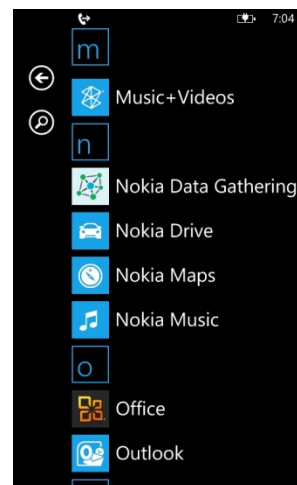 7:04
m
Music+Videos
n
Nokia Data Gathering
Nokia Drive
Nokia Maps
Nokia Music
o
Office
Outlook